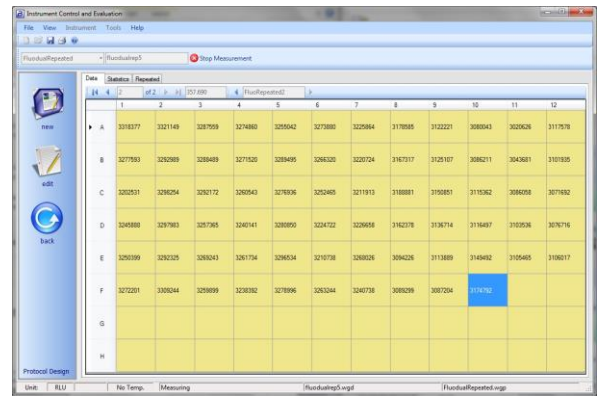 Instrument Control and Evaluation
File View Instrument Tools Help
FluodualRepeated fluodualrep5 Stop Measurement
Data Statistics Repeated
2 of 2 357.690 FluoRepeated2
1 2 3 4 5 6 7 8 9 10 11 12
A 3318377 3321149 3287559 3274860 3255042 3273880 3225864 3178585 3122221 3080043 3020626 3117578
new
B 3277593 3292989 3288489 3271520 3289495 3266320 3220724 3167317 3125107 3086211 3043681 3101935
edit
C 3202531 3298254 3292172 3260543 3276936 3252465 3211913 3188881 3150851 3115362 3086058 3071692
D 3245888 3297983 3257365 3240141 3280850 3224722 3226658 3162378 3136714 3116497 3103536 3076716
back
E 3250399 3292325 3269243 3261734 3296534 3210738 3268026 3094226 3113889 3149492 3105465 3106017
F 3272201 3309244 3259899 3238392 3278996 3263244 3240738 3089299 3087204 3174792
G
H
Protocol Design
Unit: RLU No Temp. Measuring fluodualrep5.wgd FluodualRepeated.wgp